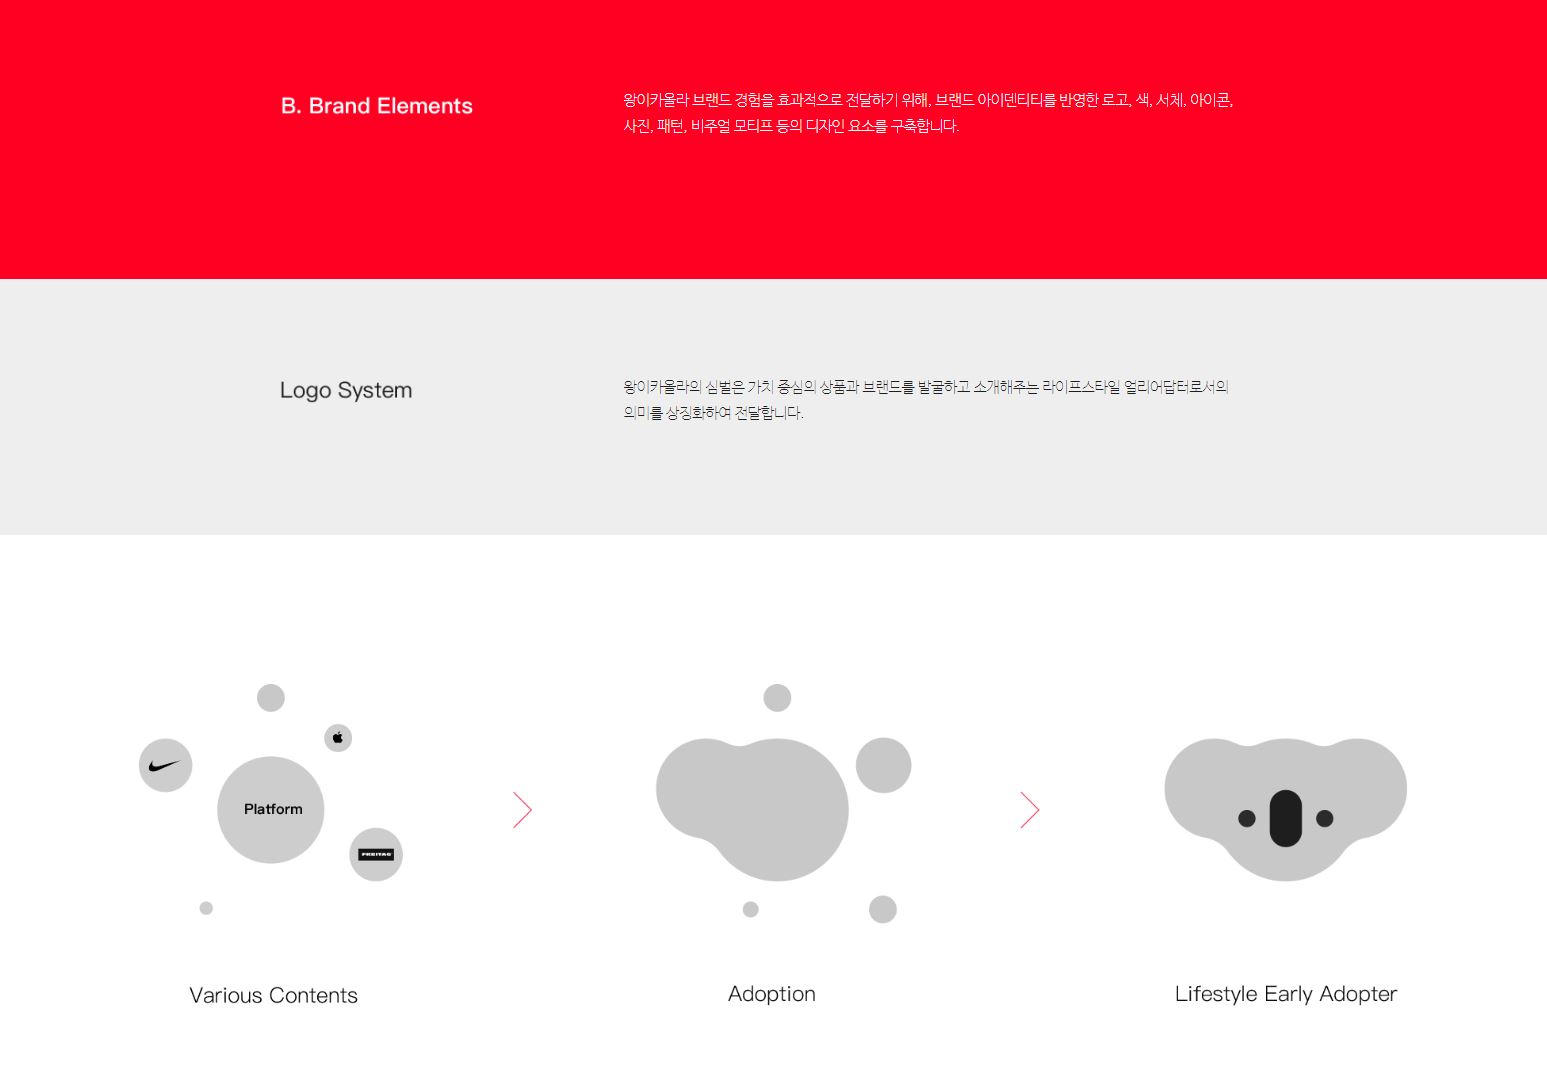 B. Brand Elements
왕이카올라 브랜드 경험을 효과적으로 전달하기 위해, 브랜드 아이덴티티를 반영한 로고, 색, 서체, 아이콘,
사진, 패턴, 비주얼 모티프 등의 디자인 요소를 구축합니다.
Logo System
왕이카올라의 심벌은 가치 중심의 상품과 브랜드를 발굴하고 소개해주는 라이프스타일 얼리어답터로서의
의미를 상징화하여 전달합니다.
Platform
FREITAG
Various Contents
Adoption
Lifestyle Early Adopter